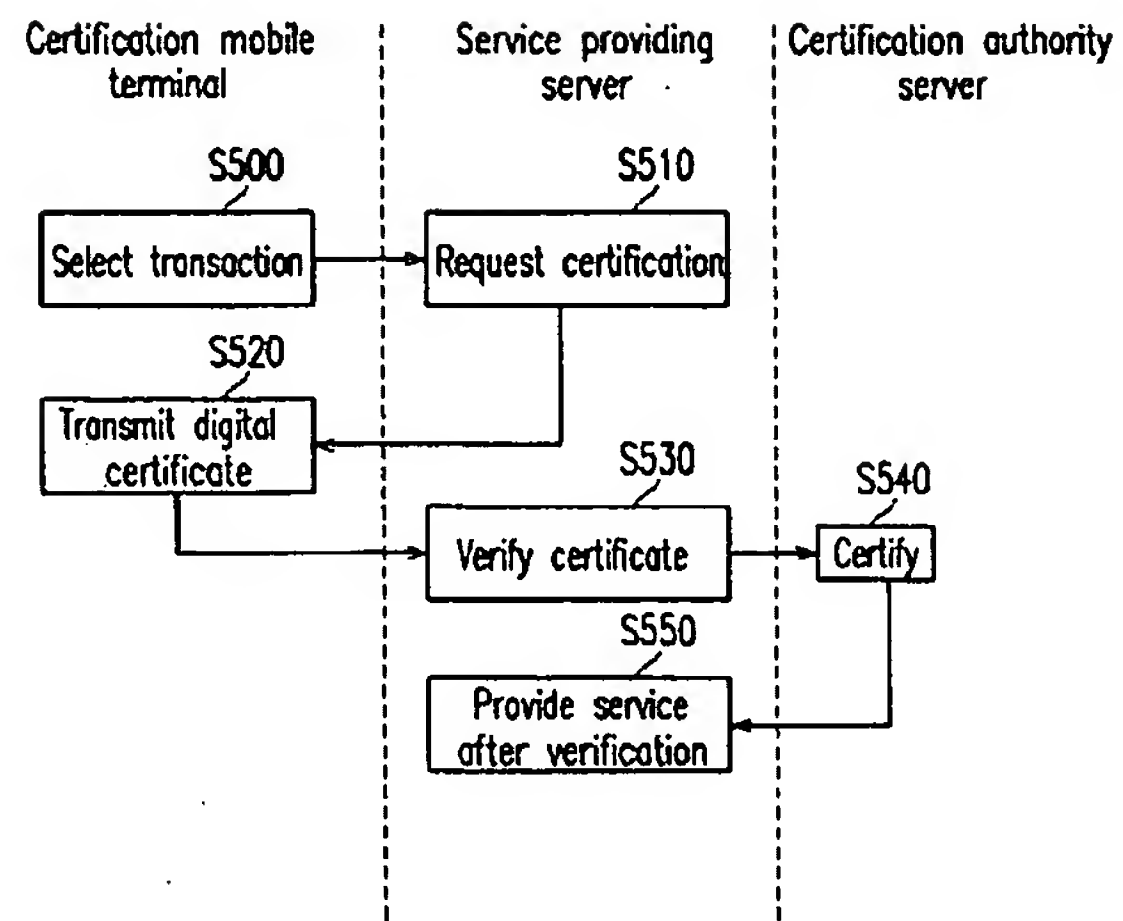 Certification mobile
terminal
Service providing
server
Certification authority
server
S500
Select transaction
S510
Request certification
S520
Transmit digital
certificate
S530
Verify certificate
S540
Certify
S550
Provide service
after verification